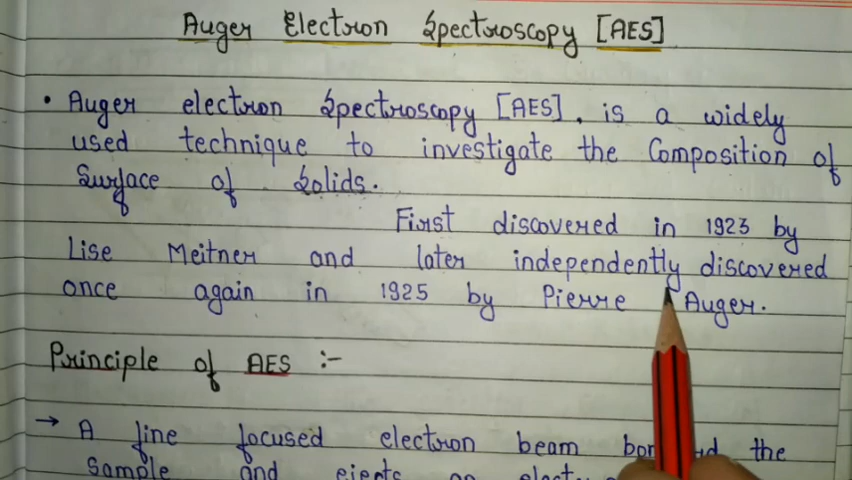 Auger Electron Spectroscopy [AES]
• Auger electron Spectroscopy [AES], is a widely
used technique to investigate the Composition of
Surface of Solids.
First discovered in 1923 by
Lise Meitner and later independently discovered
once again in 1925 by Pierre Auger.
Principle of AES :-
→ A fine focused electron beam the
Sample and ejects an